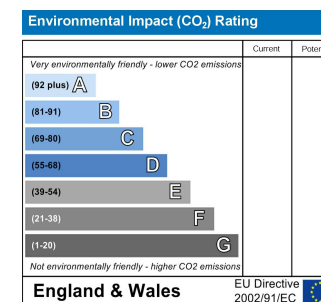 Environmental Impact (CO₂) Rating
Current
Very environmentally friendly - lower CO2 emissions
(92 plus) A
(81-91) B
(69-80) C
(55-68) D
(39-54) E
(21-38) F
(1-20) G
Not environmentally friendly - higher CO2 emissions
England & Wales
EU Directive
2002/91/EC